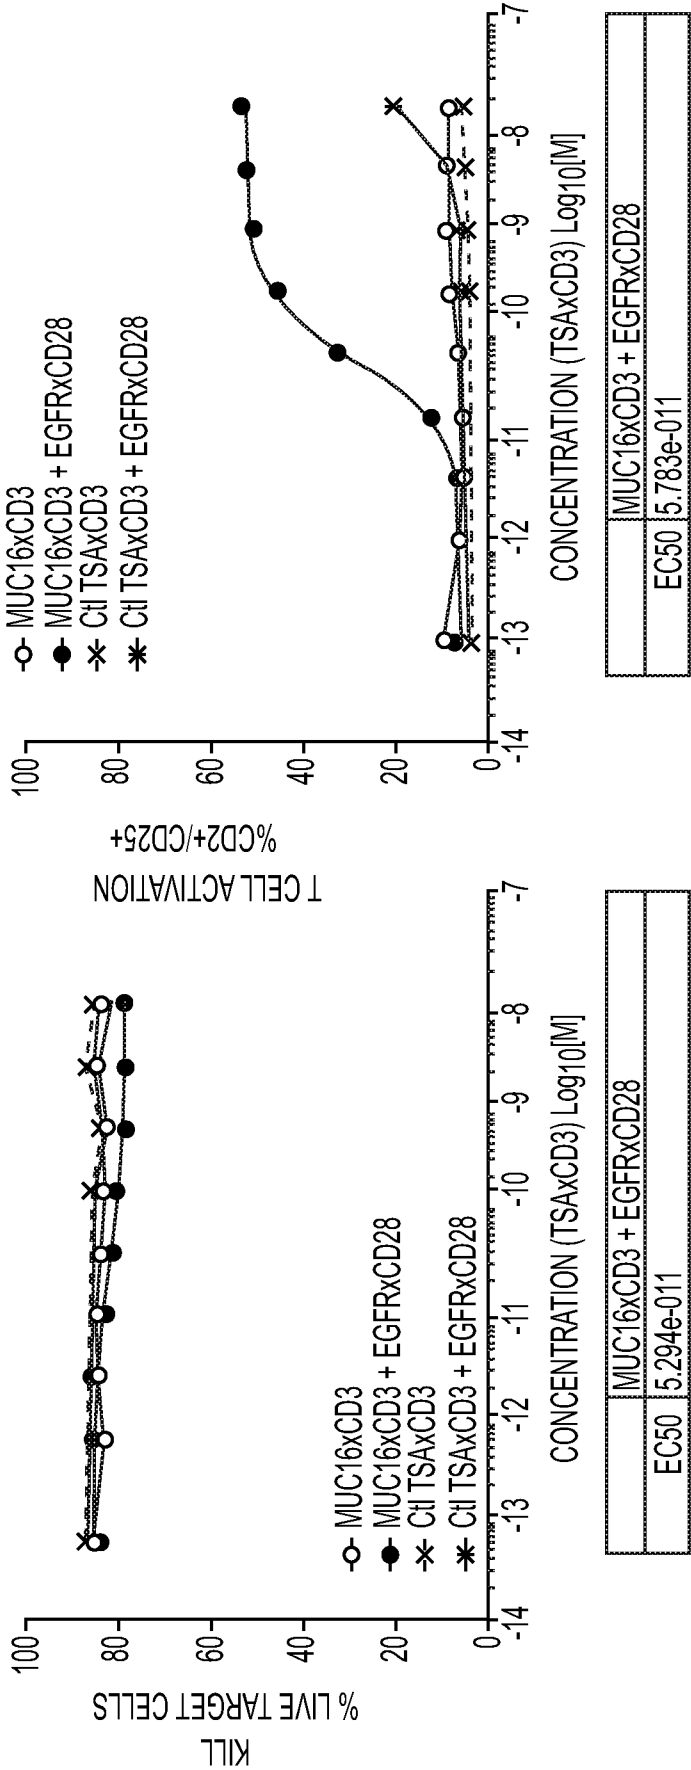 KILL
% LIVE TARGET CELLS
100
80
60
40
20
0
-14
-13
-12
-11
-10
-9
-8
-7
MUC16xCD3
MUC16xCD3 + EGFRxCD28
Ctl TSAxCD3
Ctl TSAxCD3 + EGFRxCD28
CONCENTRATION (TSAxCD3) Log10[M]
MUC16xCD3 + EGFRxCD28
EC50 5.294e-011
T CELL ACTIVATION
%CD2+/CD25+
100
80
60
40
20
0
-14
-13
-12
-11
-10
-9
-8
-7
MUC16xCD3
MUC16xCD3 + EGFRxCD28
Ctl TSAxCD3
Ctl TSAxCD3 + EGFRxCD28
CONCENTRATION (TSAxCD3) Log10[M]
MUC16xCD3 + EGFRxCD28
EC50 5.783e-011